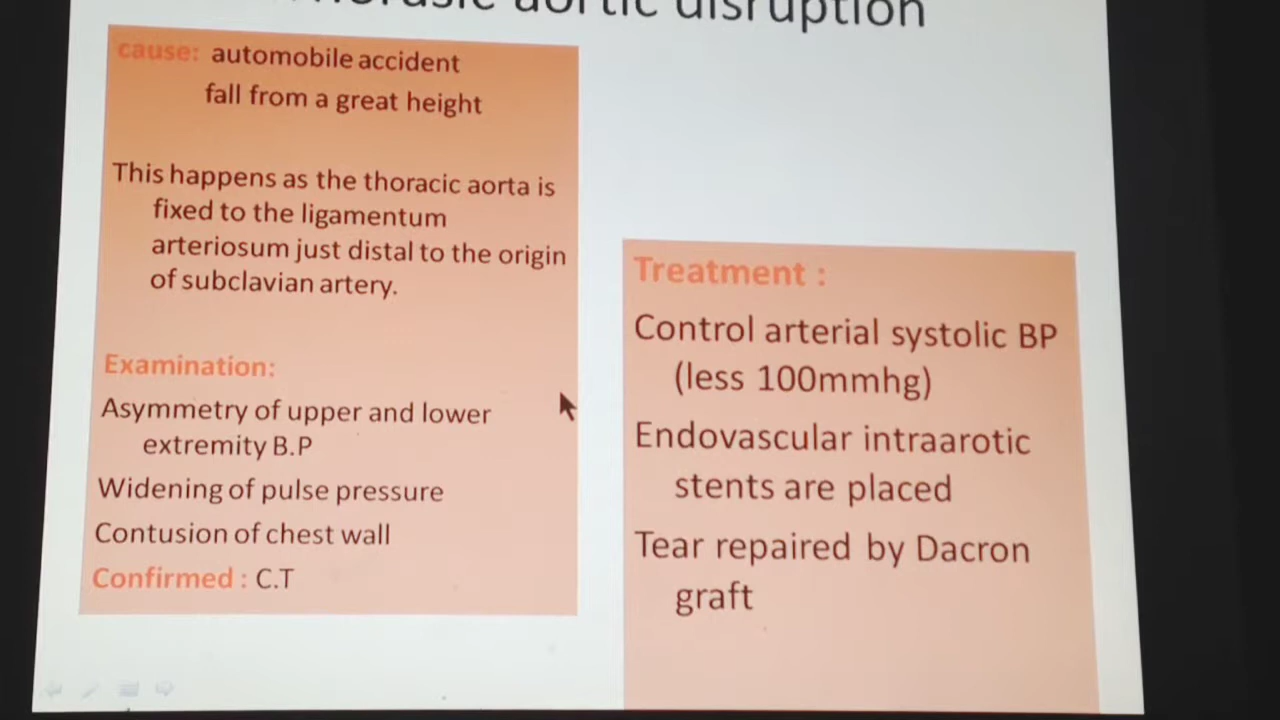 Thorasic aortic disruption
cause: automobile accident
fall from a great height
This happens as the thoracic aorta is
fixed to the ligamentum
arteriosum just distal to the origin
of subclavian artery.
Examination:
Asymmetry of upper and lower
extremity B.P
Widening of pulse pressure
Contusion of chest wall
Confirmed : C.T
Treatment :
Control arterial systolic BP
(less 100mmhg)
Endovascular intraarotic
stents are placed
Tear repaired by Dacron
graft